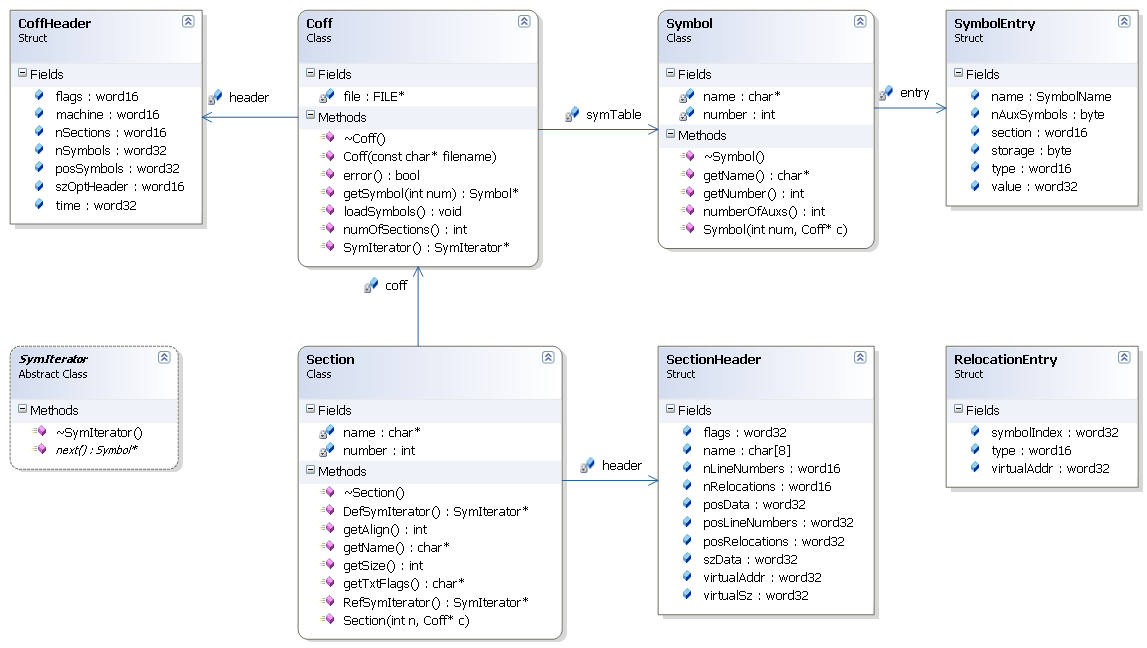 CoffHeader
Struct
Fields
flags : word16
machine : word16
nSections : word16
nSymbols : word32
posSymbols : word32
szOptHeader : word16
time : word32
header
Coff
Class
Fields
file : FILE*
Methods
~Coff()
Coff(const char* filename)
error() : bool
getSymbol(int num) : Symbol*
loadSymbols() : void
numOfSections() : int
SymIterator() : SymIterator*
symTable
Symbol
Class
Fields
name : char*
number : int
Methods
~Symbol()
getName() : char*
getNumber() : int
numberOfAuxs() : int
Symbol(int num, Coff* c)
entry
SymbolEntry
Struct
Fields
name : SymbolName
nAuxSymbols : byte
section : word16
storage : byte
type : word16
value : word32
coff
SymIterator
Abstract Class
Methods
~SymIterator()
next() : Symbol*
Section
Class
Fields
name : char*
number : int
Methods
~Section()
DefSymIterator() : SymIterator*
getAlign() : int
getName() : char*
getSize() : int
getTxtFlags() : char*
RefSymIterator() : SymIterator*
Section(int n, Coff* c)
header
SectionHeader
Struct
Fields
flags : word32
name : char[8]
nLineNumbers : word16
nRelocations : word16
posData : word32
posLineNumbers : word32
posRelocations : word32
szData : word32
virtualAddr : word32
virtualSz : word32
RelocationEntry
Struct
Fields
symbolIndex : word32
type : word16
virtualAddr : word32